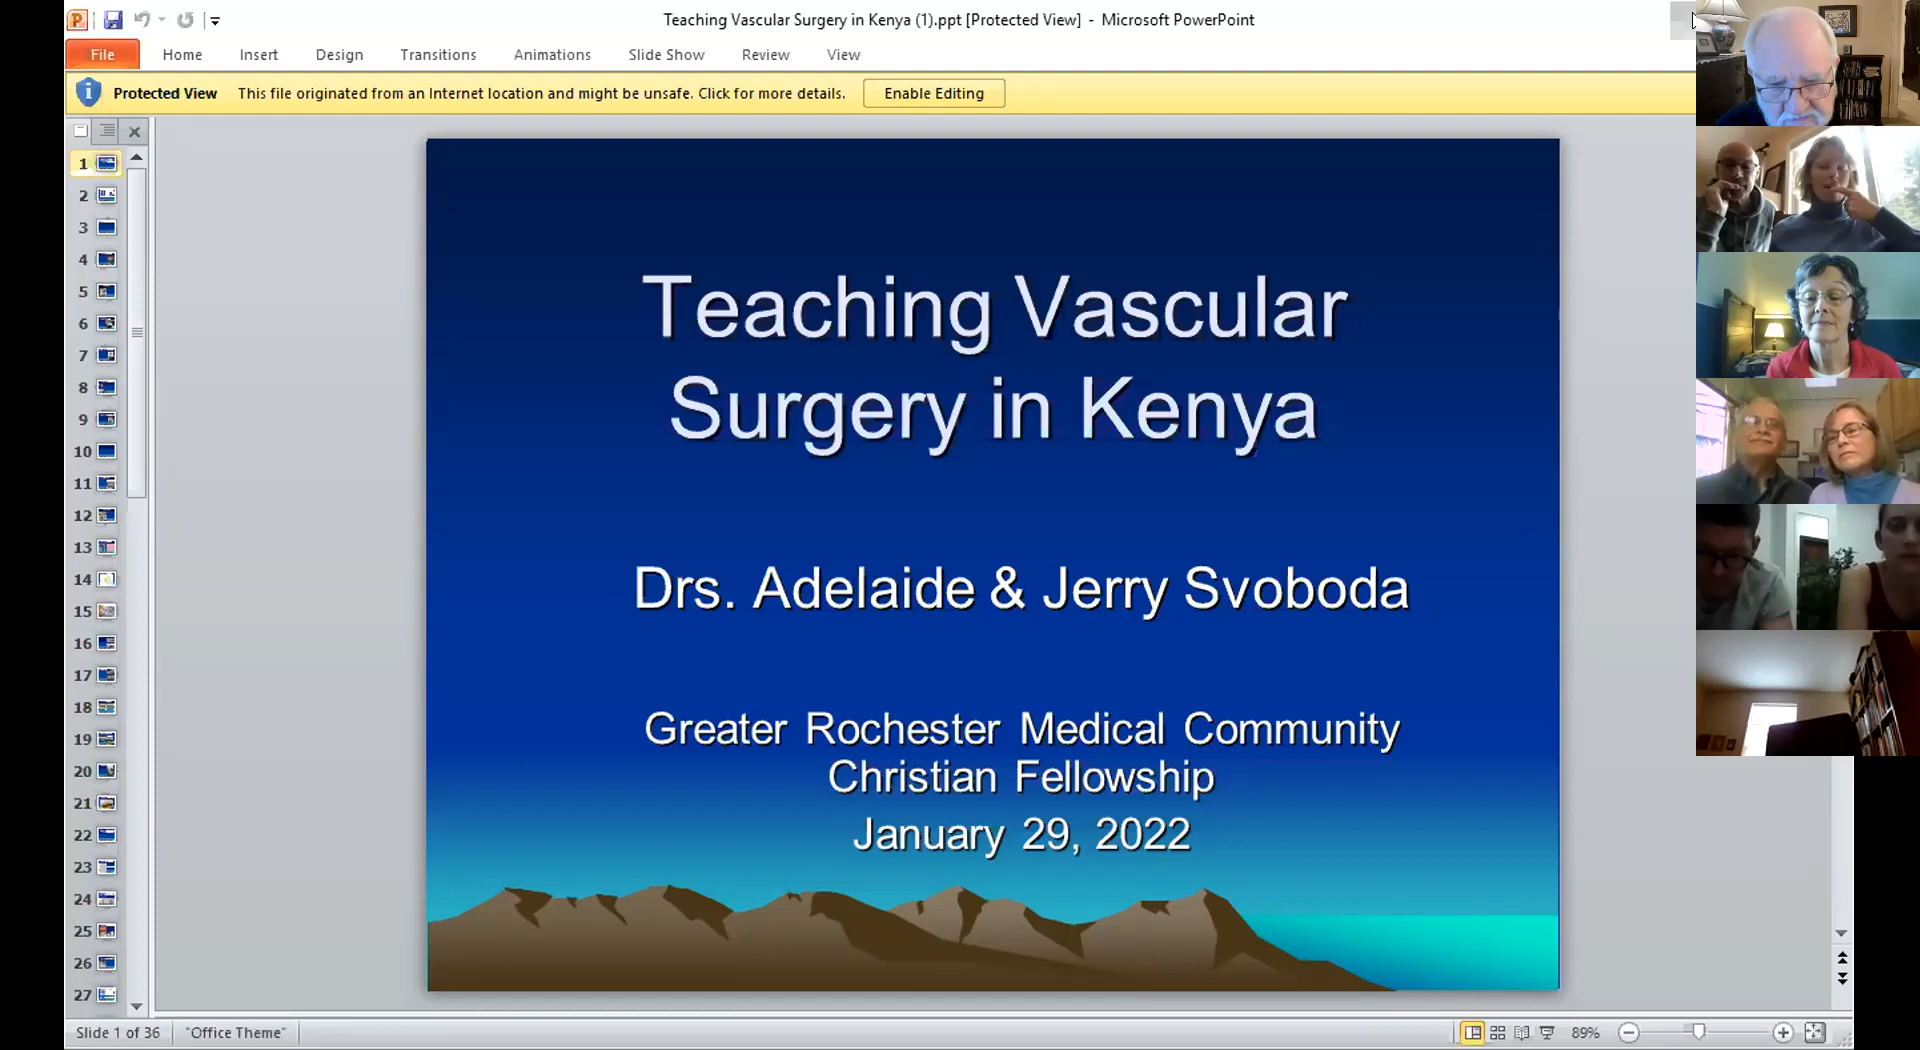 Teaching Vascular Surgery in Kenya (1).ppt [Protected View] - Microsoft PowerPoint
File Home Insert Design Transitions Animations Slide Show Review View
Protected View This file originated from an Internet location and might be unsafe. Click for more details. Enable Editing
1
2
3
4
5
6
7
8
9
10
11
12
13
14
15
16
17
18
19
20
21
22
23
24
25
26
27
Teaching Vascular
Surgery in Kenya
Drs. Adelaide & Jerry Svoboda
Greater Rochester Medical Community
Christian Fellowship
January 29, 2022
Slide 1 of 36 "Office Theme" 89%